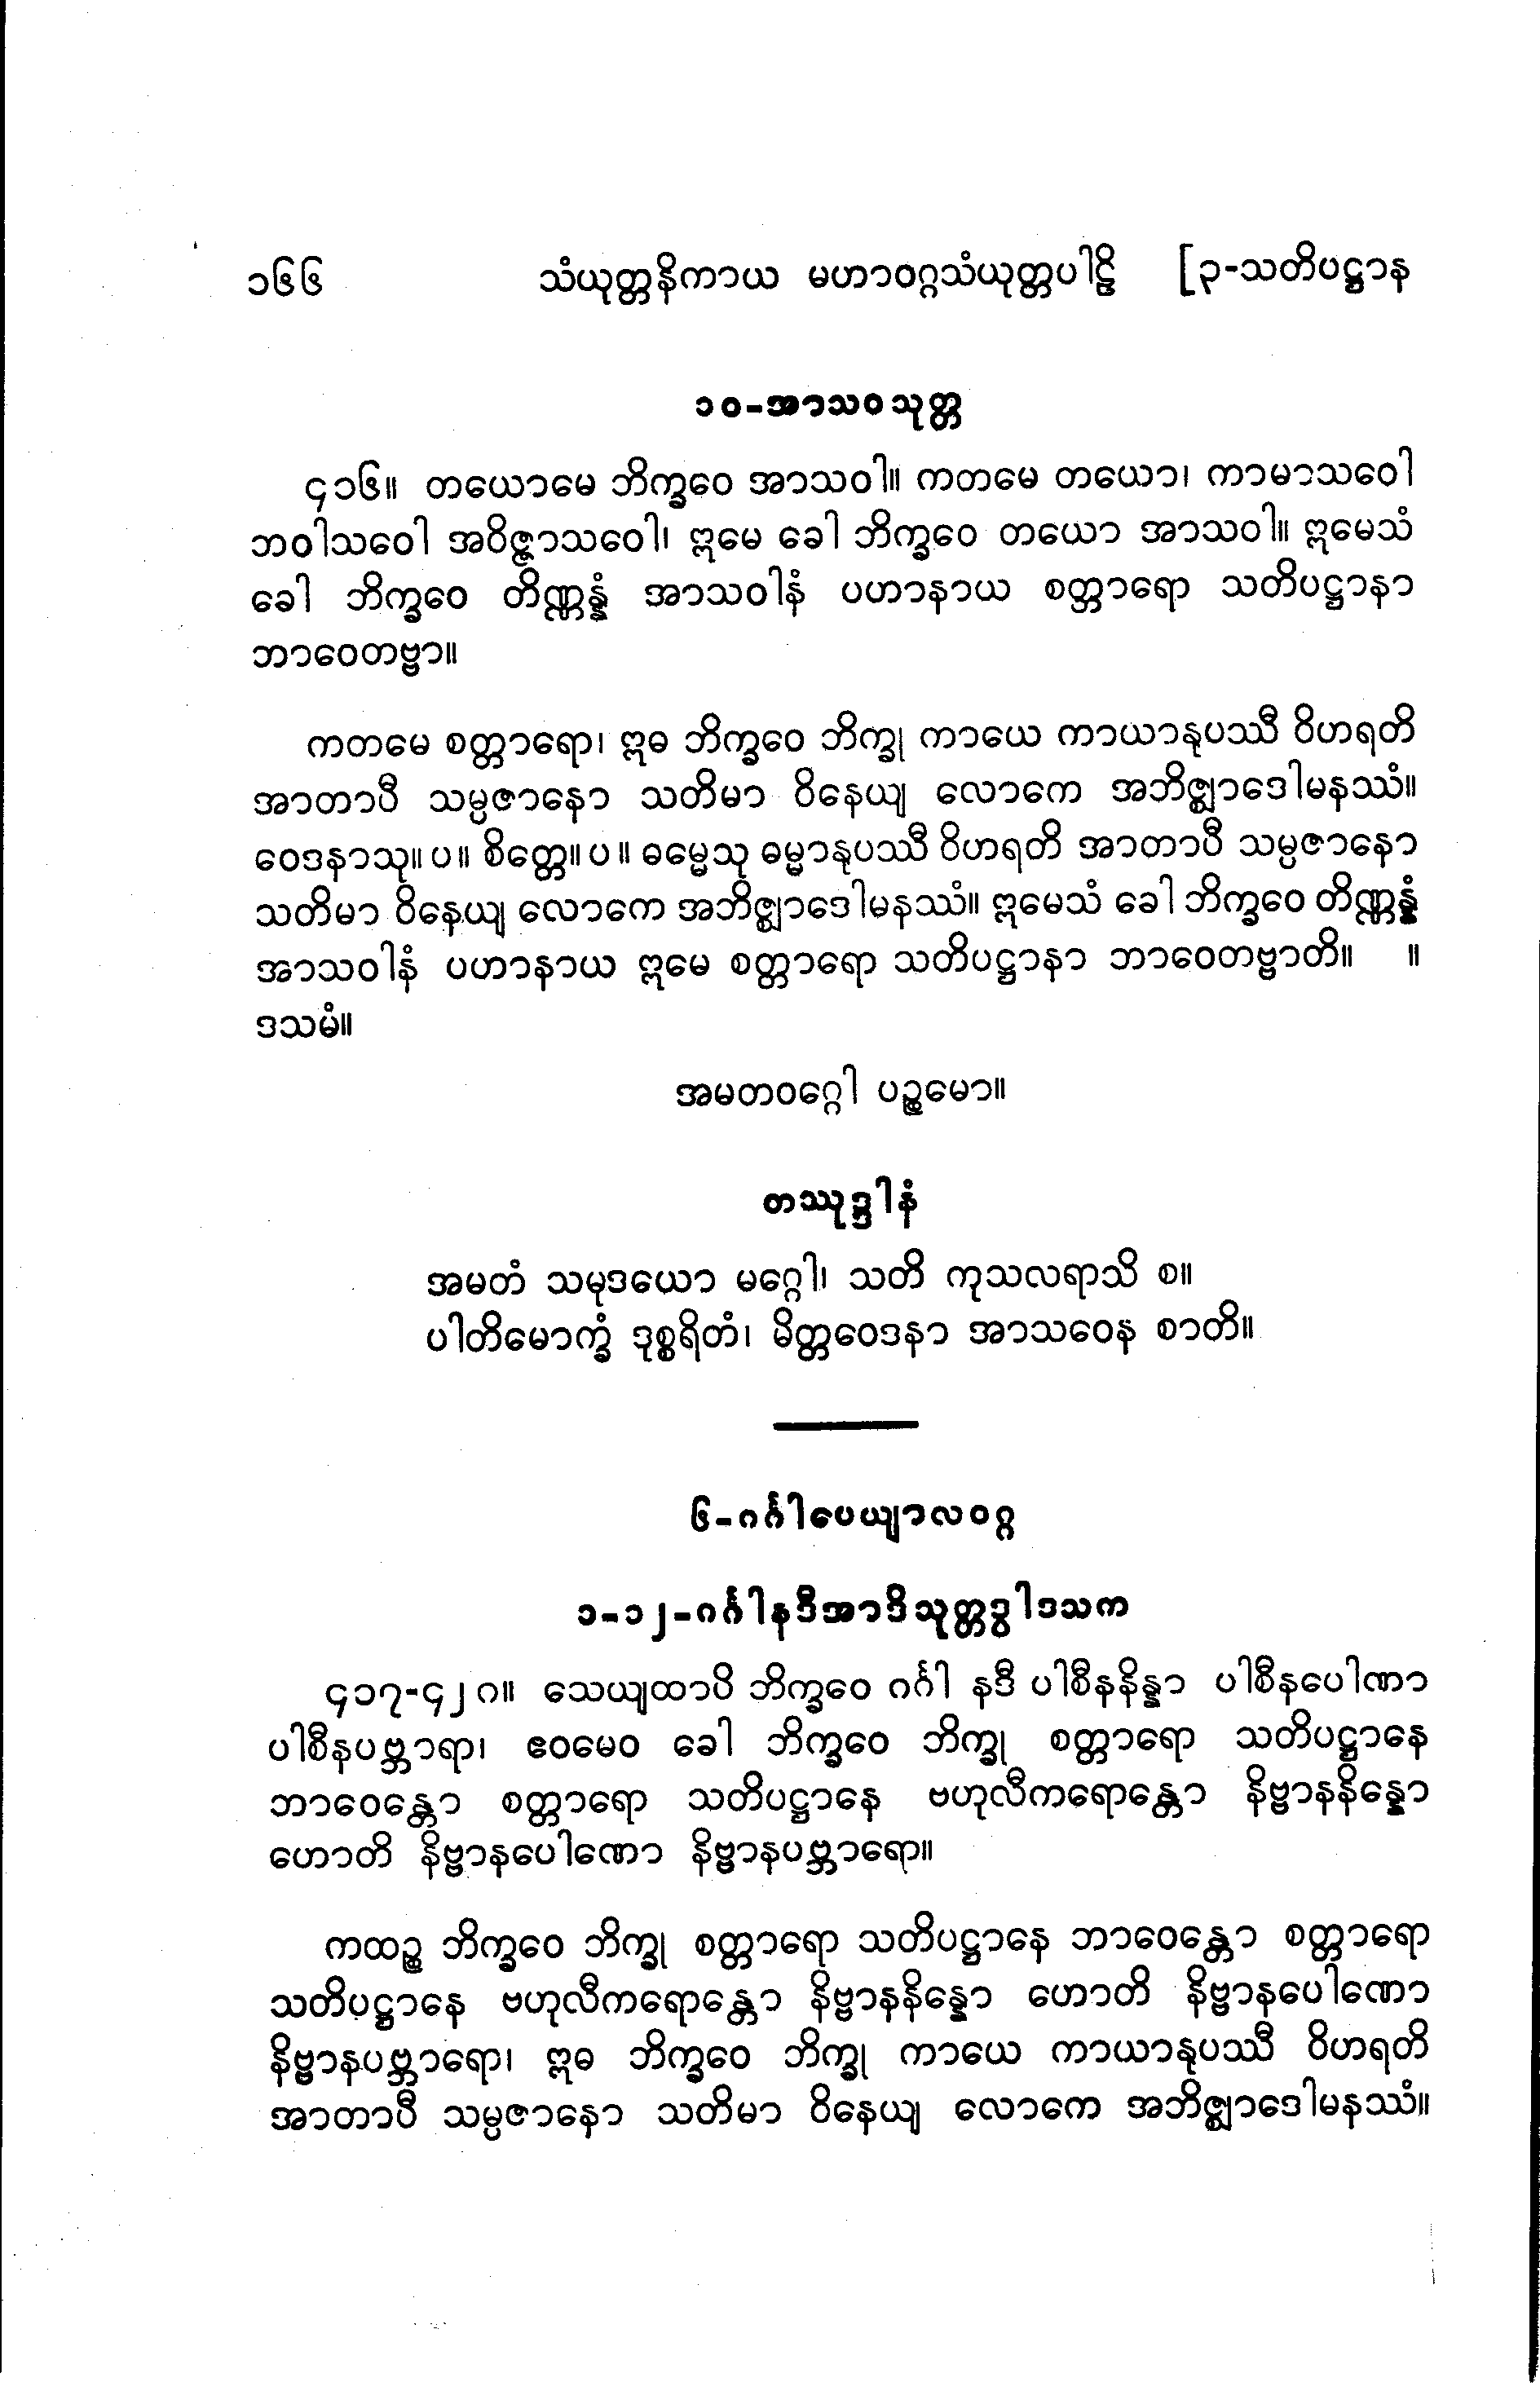 ၁၆၆ သံယုတ္တနိကာယ မဟာဝဂ္ဂသံယုတ္တပါဠိ [၃-သတိပဋ္ဌာန
၁၀-အာသဝသုတ္တ
၄၁၆။ တယောမေ ဘိက္ခဝေ အာသဝါ။ ကတမေ တယော၊ ကာမာသဝေါ
ဘဝါသဝေါ အဝိဇ္ဇာသဝေါ၊ ဣမေ ခေါ ဘိက္ခဝေ တယော အာသဝါ။ ဣမေသံ
ခေါ ဘိက္ခဝေ တိဏ္ဏန္နံ အာသဝါနံ ပဟာနာယ စတ္တာရော သတိပဋ္ဌာနာ
ဘာဝေတဗ္ဗာ။
ကတမေ စတ္တာရော၊ ဣဓ ဘိက္ခဝေ ဘိက္ခု ကာယေ ကာယာနုပဿီ ဝိဟရတိ
အာတာပီ သမ္ပဇာနော သတိမာ ဝိနေယျ လောကေ အဘိဇ္ဈာဒေါမနဿံ။
ဝေဒနာသု။ ပ။ စိတ္တေ။ ပ။ ဓမ္မေသု ဓမ္မာနုပဿီ ဝိဟရတိ အာတာပီ သမ္ပဇာနော
သတိမာ ဝိနေယျ လောကေ အဘိဇ္ဈာဒေါမနဿံ။ ဣမေသံ ခေါ ဘိက္ခဝေ တိဏ္ဏန္နံ
အာသဝါနံ ပဟာနာယ ဣမေ စတ္တာရော သတိပဋ္ဌာနာ ဘာဝေတဗ္ဗာတိ။ ။
ဒသမံ။
အမတဝဂ္ဂေါ ပဉ္စမော။
တဿုဒ္ဒါနံ
အမတံ သမုဒယော မဂ္ဂေါ၊ သတိ ကုသလရာသိ စ။
ပါတိမောက္ခံ ဒုစ္စရိတံ၊ မိတ္တဝေဒနာ အာသဝေန စာတိ။
၆-ဂင်္ဂါပေယျာလဝဂ္ဂ
၁-၁၂-ဂင်္ဂါနဒီအာဒိသုတ္တဒွါဒသက
၄၁၇-၄၂၈။ သေယျထာပိ ဘိက္ခဝေ ဂင်္ဂါ နဒီ ပါစီနနိန္နာ ပါစီနပေါဏာ
ပါစီနပဗ္ဘာရာ၊ ဧဝမေဝ ခေါ ဘိက္ခဝေ ဘိက္ခု စတ္တာရော သတိပဋ္ဌာနေ
ဘာဝေန္တော စတ္တာရော သတိပဋ္ဌာနေ ဗဟုလီကရောန္တော နိဗ္ဗာနနိန္နော
ဟောတိ နိဗ္ဗာနပေါဏော နိဗ္ဗာနပဗ္ဘာရော။
ကထဉ္စ ဘိက္ခဝေ ဘိက္ခု စတ္တာရော သတိပဋ္ဌာနေ ဘာဝေန္တော စတ္တာရော
သတိပဋ္ဌာနေ ဗဟုလီကရောန္တော နိဗ္ဗာနနိန္နော ဟောတိ နိဗ္ဗာနပေါဏော
နိဗ္ဗာနပဗ္ဘာရော၊ ဣဓ ဘိက္ခဝေ ဘိက္ခု ကာယေ ကာယာနုပဿီ ဝိဟရတိ
အာတာပီ သမ္ပဇာနော သတိမာ ဝိနေယျ လောကေ အဘိဇ္ဈာဒေါမနဿံ။